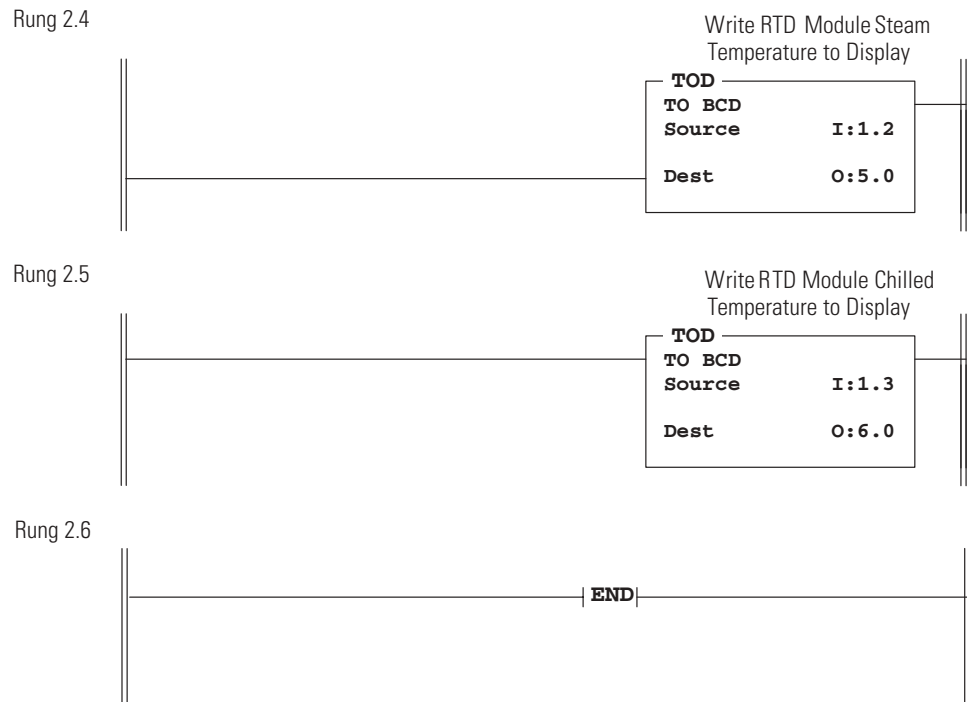 Rung 2.4
Write RTD Module Steam
Temperature to Display
TOD
TO BCD
Source I:1.2
Dest O:5.0
Rung 2.5
Write RTD Module Chilled
Temperature to Display
TOD
TO BCD
Source I:1.3
Dest O:6.0
Rung 2.6
END